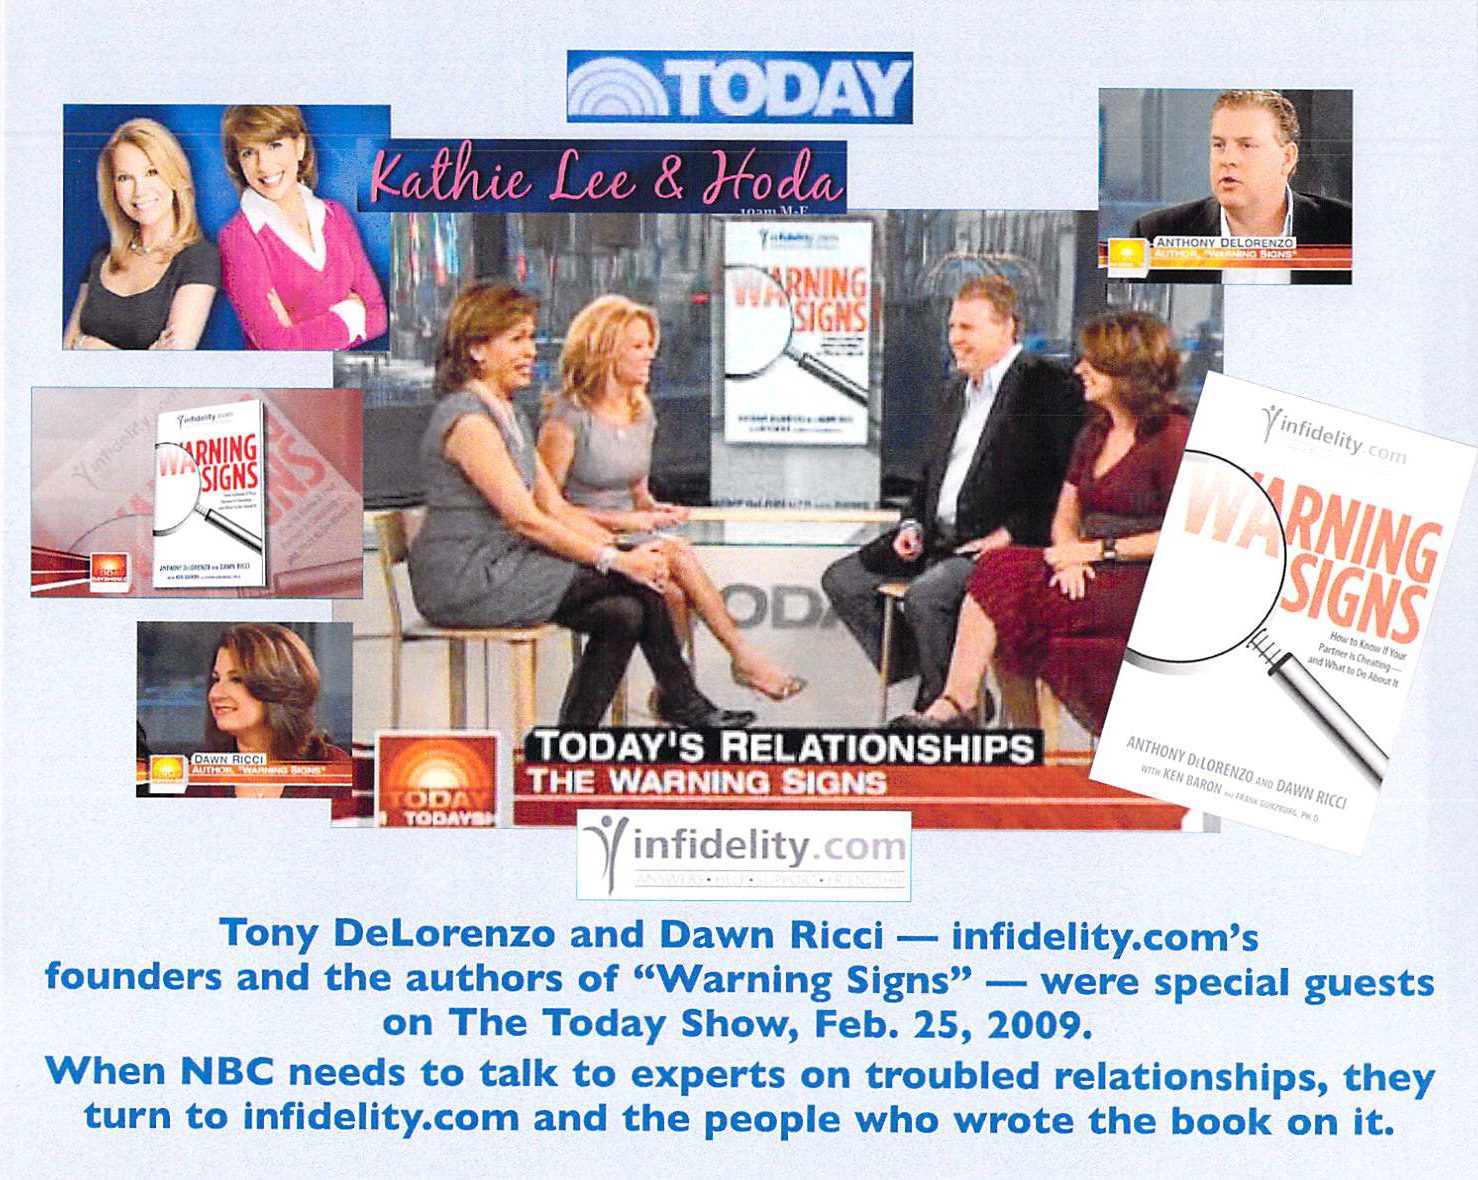 TODAY
Kathie Lee & Hoda
10am M-F
ANTHONY DELORENZO
AUTHOR, "WARNING SIGNS"
infidelity.com
WARNING
SIGNS
infidelity.com
WARNING
SIGNS
ANTHONY DELORENZO AND DAWN RICCI
WITH KEN BARON
TODAY
DAWN RICCI
AUTHOR, "WARNING SIGNS"
TODAY
TODAY'S RELATIONSHIPS
THE WARNING SIGNS
TODAY
TODAYSH
infidelity.com
WARNING
SIGNS
How to Know If Your
Partner Is Cheating—
and What to Do About It
ANTHONY DELORENZO AND DAWN RICCI
WITH KEN BARON AND FRANK GUNZBURG, PH.D
infidelity.com
ANSWERS • HELP • SUPPORT • FRIENDSHIP
Tony DeLorenzo and Dawn Ricci — infidelity.com's
founders and the authors of “Warning Signs” — were special guests
on The Today Show, Feb. 25, 2009.
When NBC needs to talk to experts on troubled relationships, they
turn to infidelity.com and the people who wrote the book on it.